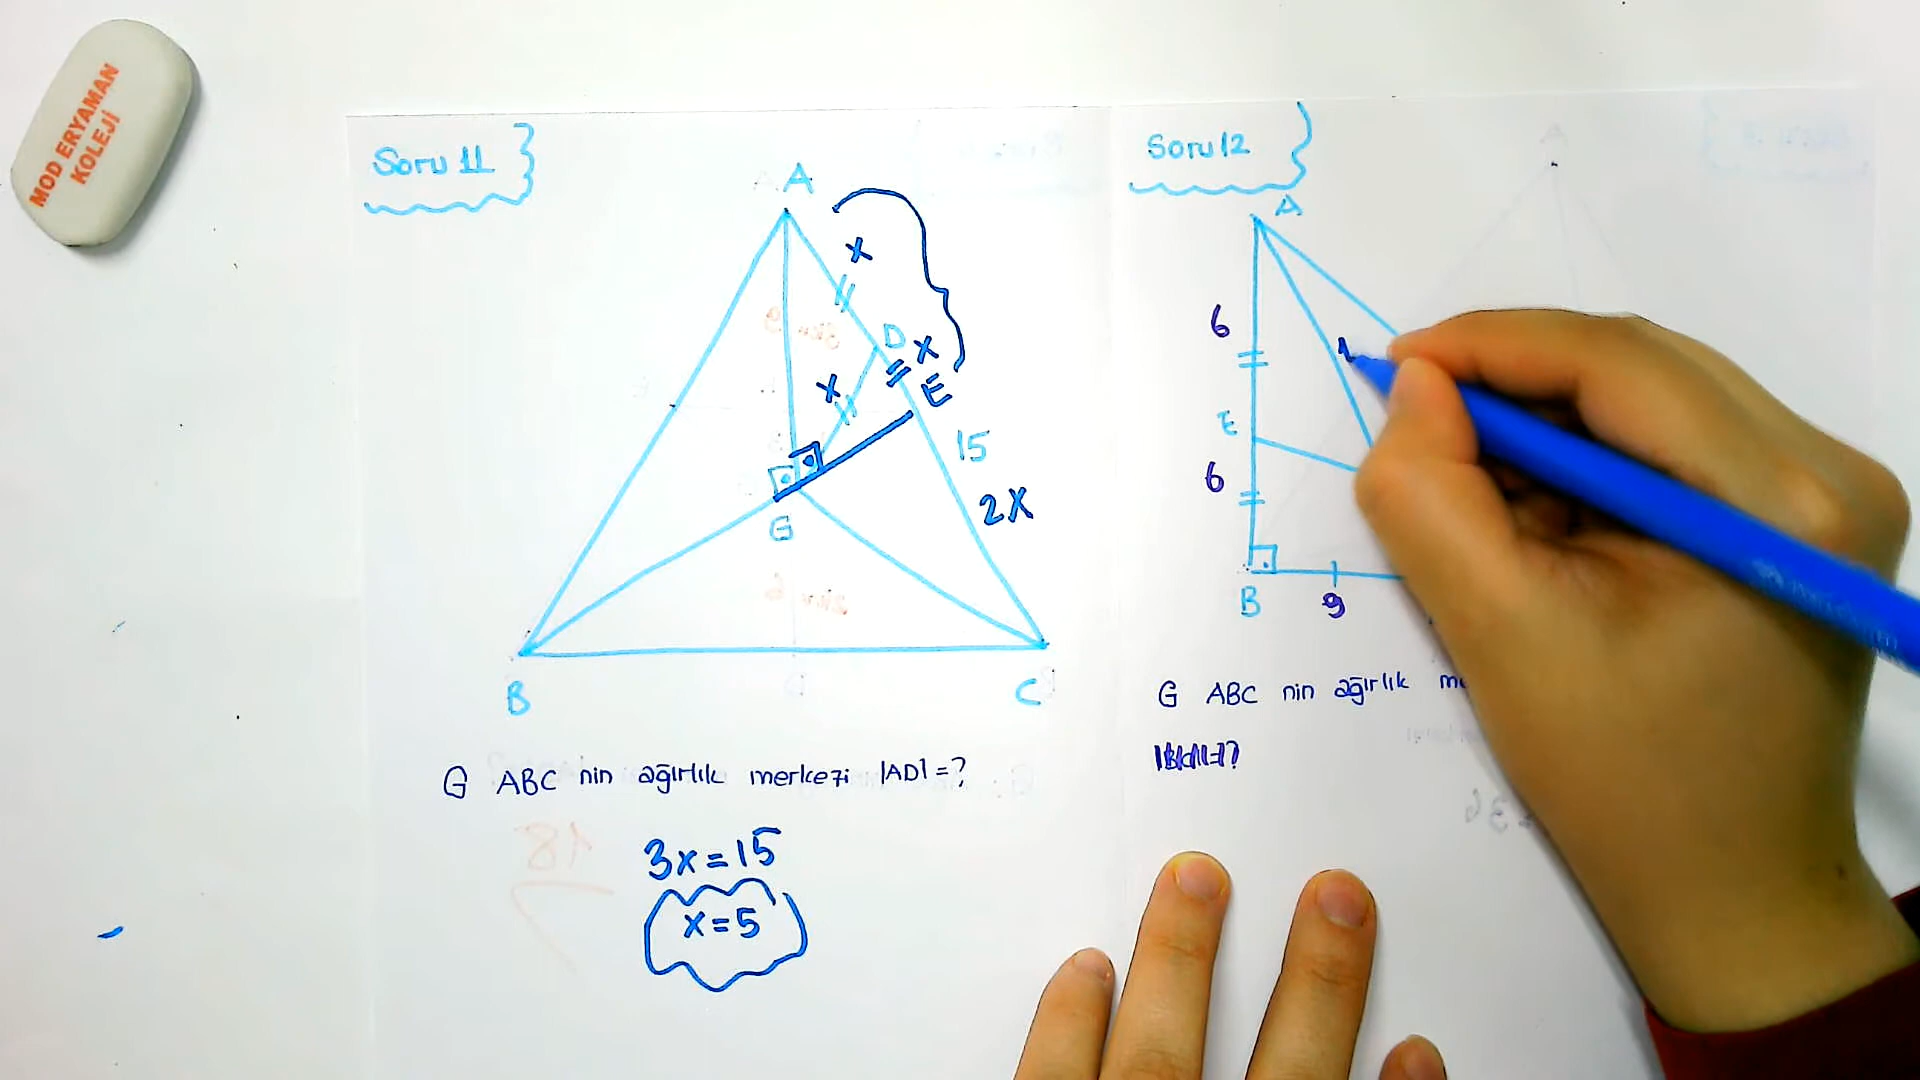 MOD ERYAMAN
KOLEJİ
Soru 11
A
x
D
x
x
E
15
2x
G
B
C
G ABC nin ağırlık merkezi |AD|=?
3x=15
x=5
Soru 12
A
6
E
6
B
9
G ABC nin ağırlık